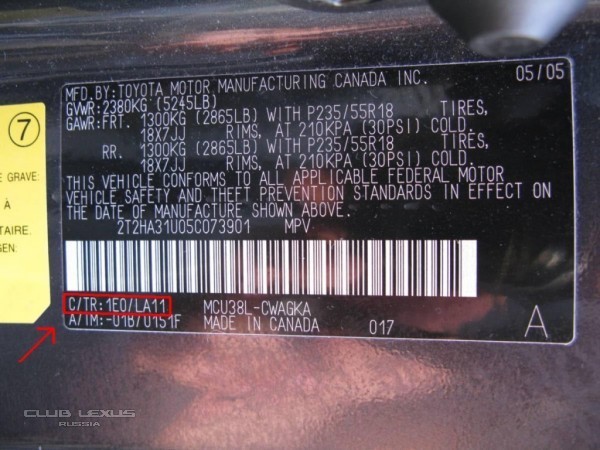 MFD.BY:TOYOTA MOTOR MANUFACTURING CANADA INC. 05/05
GVWR:2380KG (5245LB)
GAWR:FRT. 1300KG (2865LB) WITH P235/55R18 TIRES,
18X7JJ RIMS, AT 210KPA (30PSI) COLD.
RR. 1300KG (2865LB) WITH P235/55R18 TIRES,
18X7JJ RIMS, AT 210KPA (30PSI) COLD.
THIS VEHICLE CONFORMS TO ALL APPLICABLE FEDERAL MOTOR
VEHICLE SAFETY AND THEFT PREVENTION STANDARDS IN EFFECT ON
THE DATE OF MANUFACTURE SHOWN ABOVE.
2T2HA31U05C073901 MPV
C/TR:1E0/LA11 MCU38L-CWAGKA
A/TM:-01B/U151F MADE IN CANADA 017 A
7
E GRAVE:
À
GEN:
CLUB LEXUS
RUSSIA